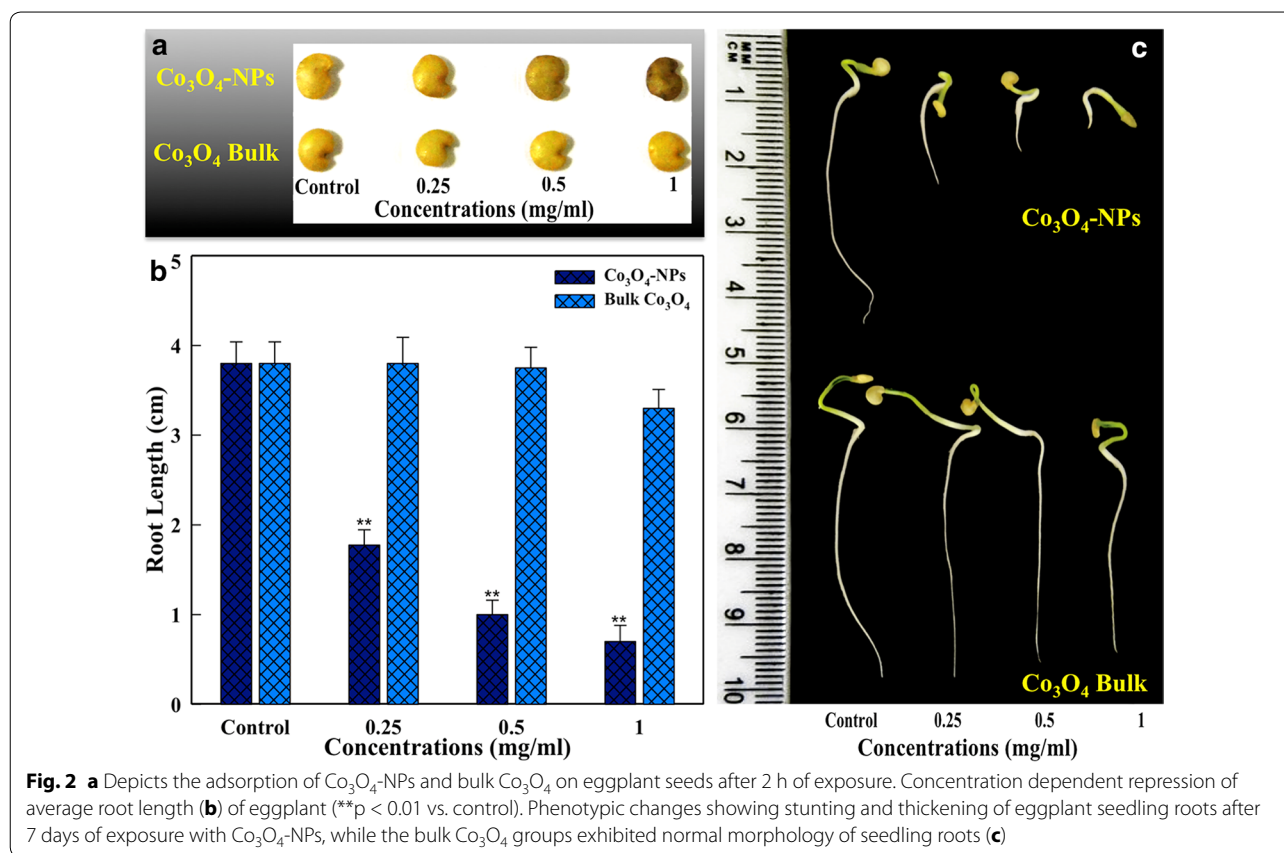 a
Co₃O₄-NPs
Co₃O₄ Bulk
Control 0.25 0.5 1
Concentrations (mg/ml)
b
5
4
3
2
1
0
Root Length (cm)
Co₃O₄-NPs
Bulk Co₃O₄
**
**
**
Control 0.25 0.5 1
Concentrations (mg/ml)
c
MM
CM
1
2
3
4
5
6
7
8
9
10
Co₃O₄-NPs
Co₃O₄ Bulk
Control 0.25 0.5 1
Concentrations (mg/ml)
Fig. 2 a Depicts the adsorption of Co₃O₄-NPs and bulk Co₃O₄ on eggplant seeds after 2 h of exposure. Concentration dependent repression of
average root length (b) of eggplant (**p < 0.01 vs. control). Phenotypic changes showing stunting and thickening of eggplant seedling roots after
7 days of exposure with Co₃O₄-NPs, while the bulk Co₃O₄ groups exhibited normal morphology of seedling roots (c)